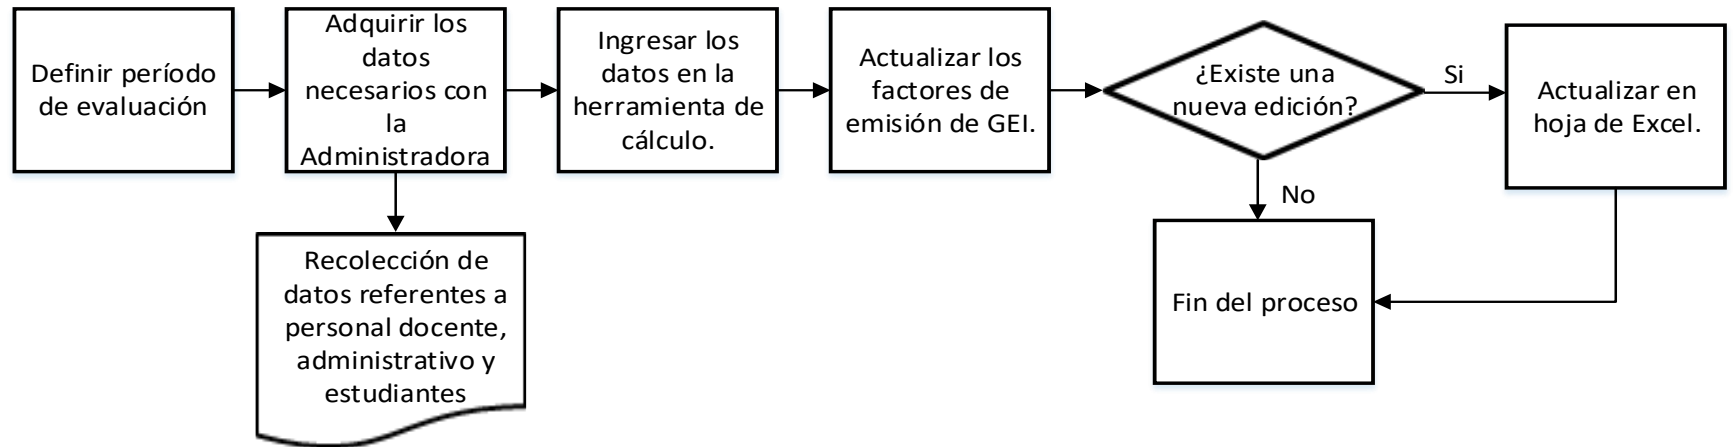 Definir período
de evaluación
Adquirir los
datos
necesarios con
la
Administradora
Ingresar los
datos en la
herramienta de
cálculo.
Actualizar los
factores de
emisión de GEI.
¿Existe una
nueva edición?
Si
Actualizar en
hoja de Excel.
No
Recolección de
datos referentes a
personal docente,
administrativo y
estudiantes
Fin del proceso